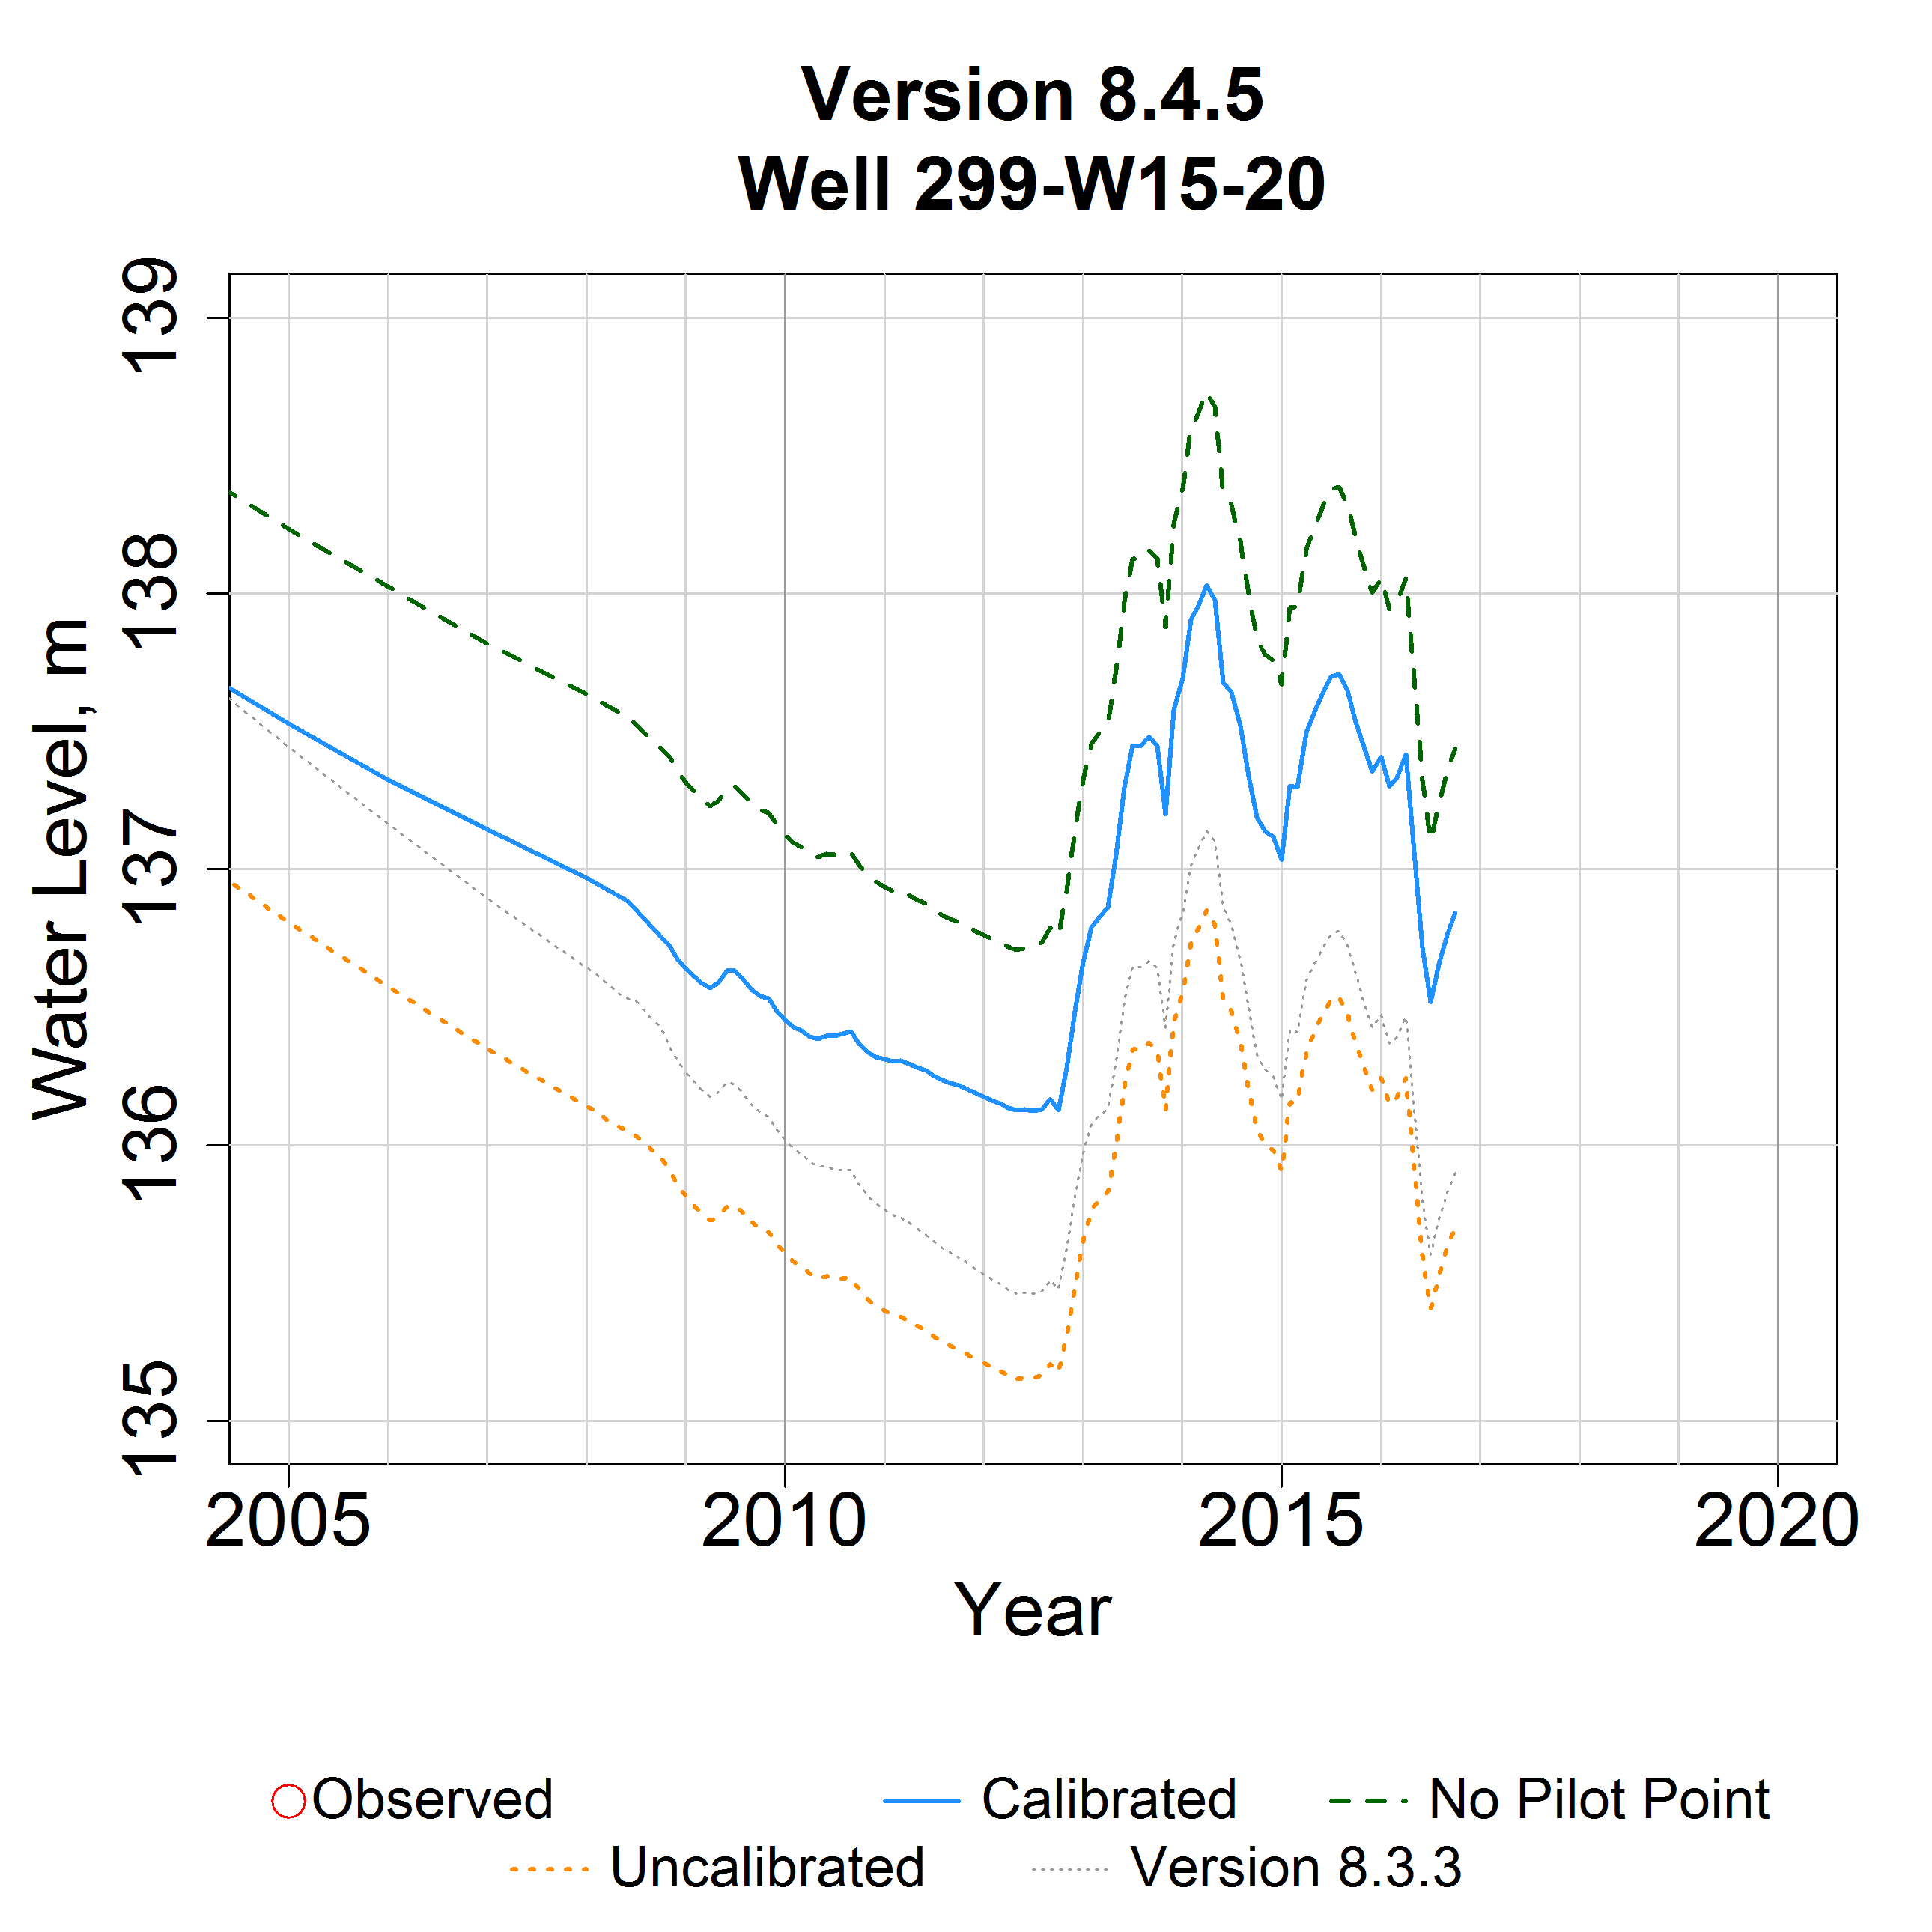 Version 8.4.5
Well 299-W15-20
139
138
137
136
135
Water Level, m
2005 2010 2015 2020
Year
Observed Calibrated No Pilot Point
Uncalibrated Version 8.3.3